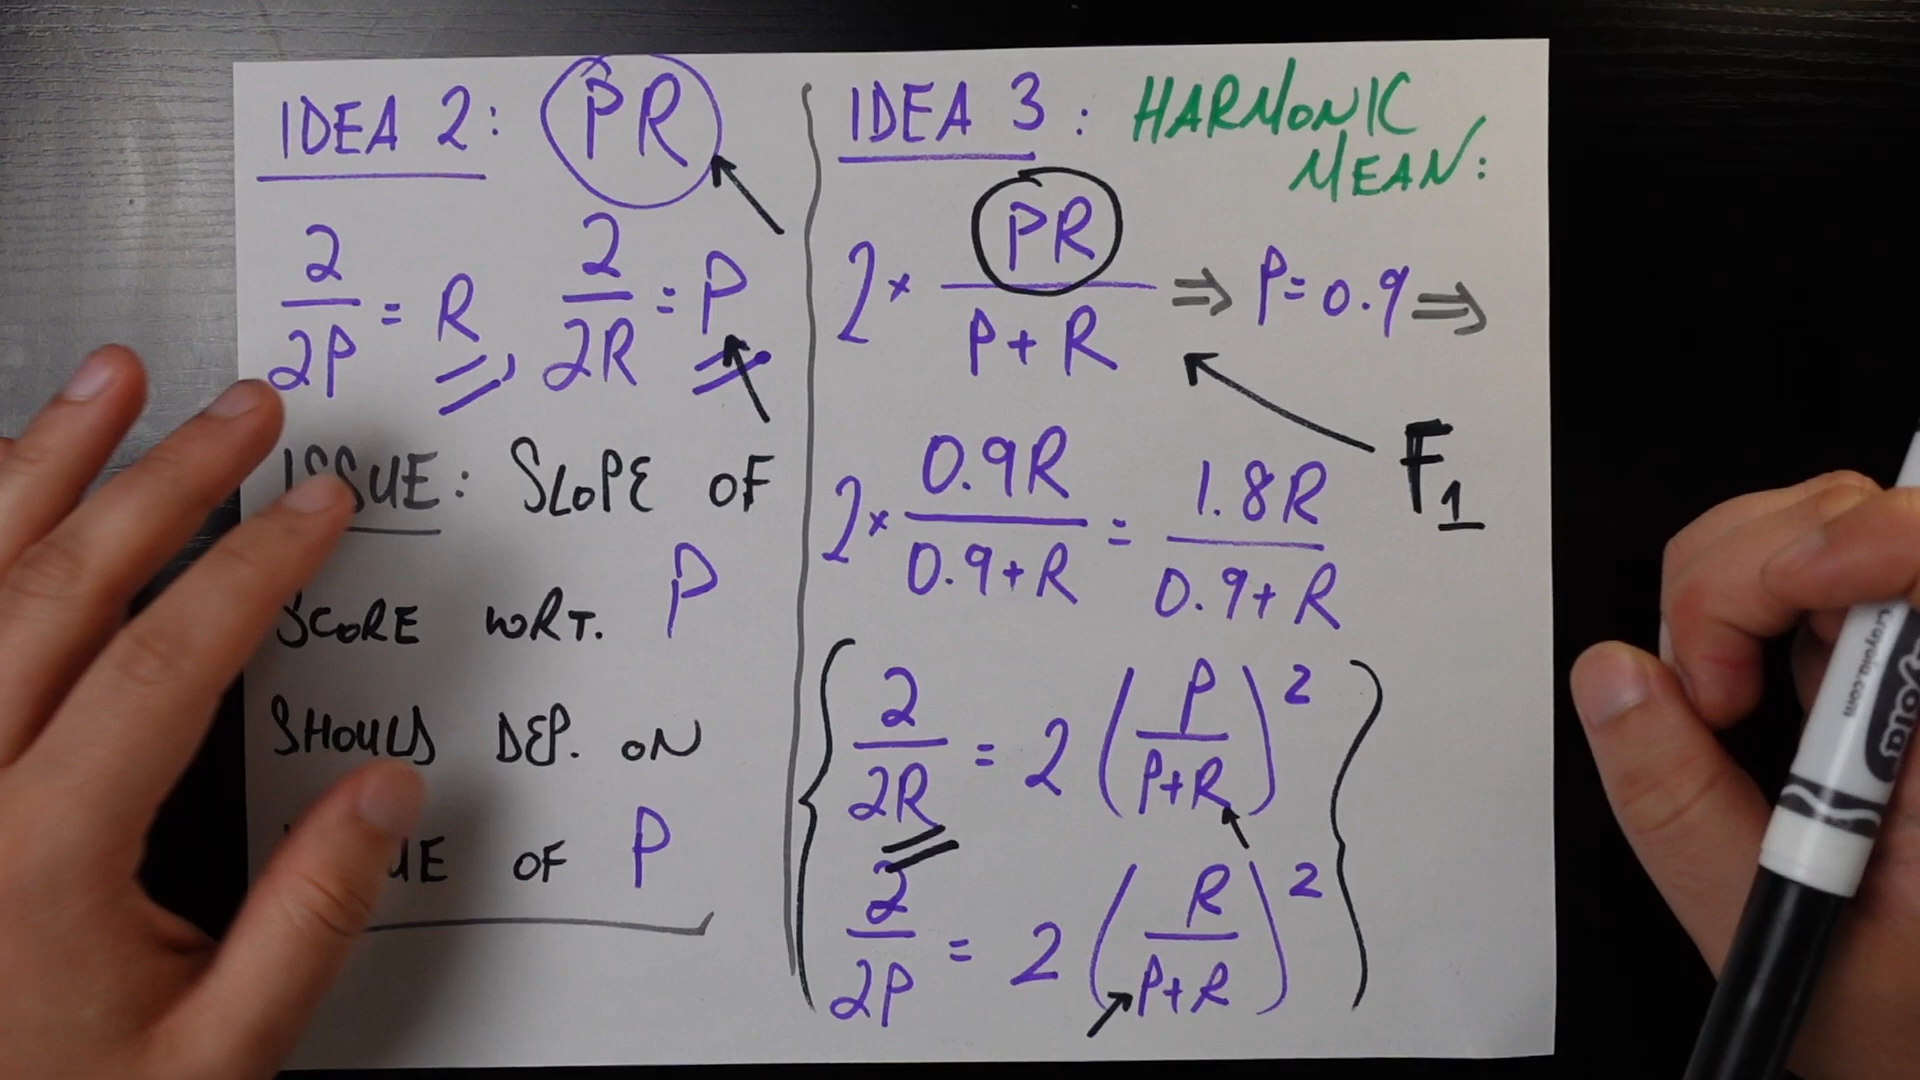 IDEA 2: PR
2/2P = R, 2/2R = P
ISSUE: SLOPE OF
SCORE WRT. P
SHOULD DEP. ON
OF P
IDEA 3: HARMONIC
MEAN:
2 × PR/P+R ⇒ P=0.9 ⇒
F1
2 × 0.9R/0.9+R = 1.8R/0.9+R
2/2R = 2 (P/P+R)²
2/2P = 2 (R/P+R)²
Crayola.com